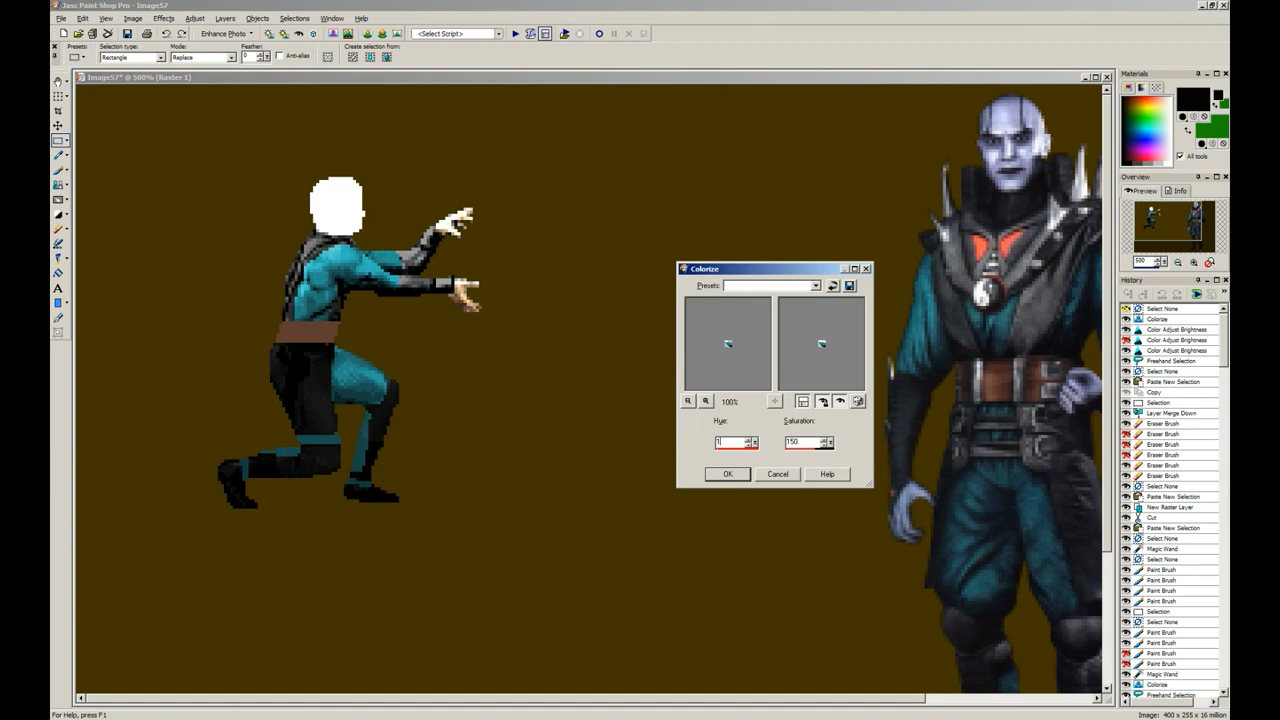 Jasc Paint Shop Pro - Image57
File Edit View Image Effects Adjust Layers Objects Selections Window Help
Enhance Photo <Select Script>
Presets: Selection type: Mode: Feather: Create selection from:
Rectangle Replace 0 Anti-alias
Image57* @ 500% (Raster 1)
Materials
All tools
Overview
Preview Info
500
History
Select None
Colorize
Color Adjust Brightness
Color Adjust Brightness
Color Adjust Brightness
Freehand Selection
Select None
Paste New Selection
Copy
Selection
Layer Merge Down
Eraser Brush
Eraser Brush
Eraser Brush
Eraser Brush
Eraser Brush
Eraser Brush
Select None
Paste New Selection
New Raster Layer
Cut
Paste New Selection
Select None
Magic Wand
Select None
Paint Brush
Paint Brush
Paint Brush
Paint Brush
Selection
Select None
Paint Brush
Paint Brush
Paint Brush
Paint Brush
Magic Wand
Colorize
Freehand Selection
Colorize
Presets:
100%
Hue: Saturation:
1 150
OK Cancel Help
For Help, press F1
Image: 400 x 255 x 16 million